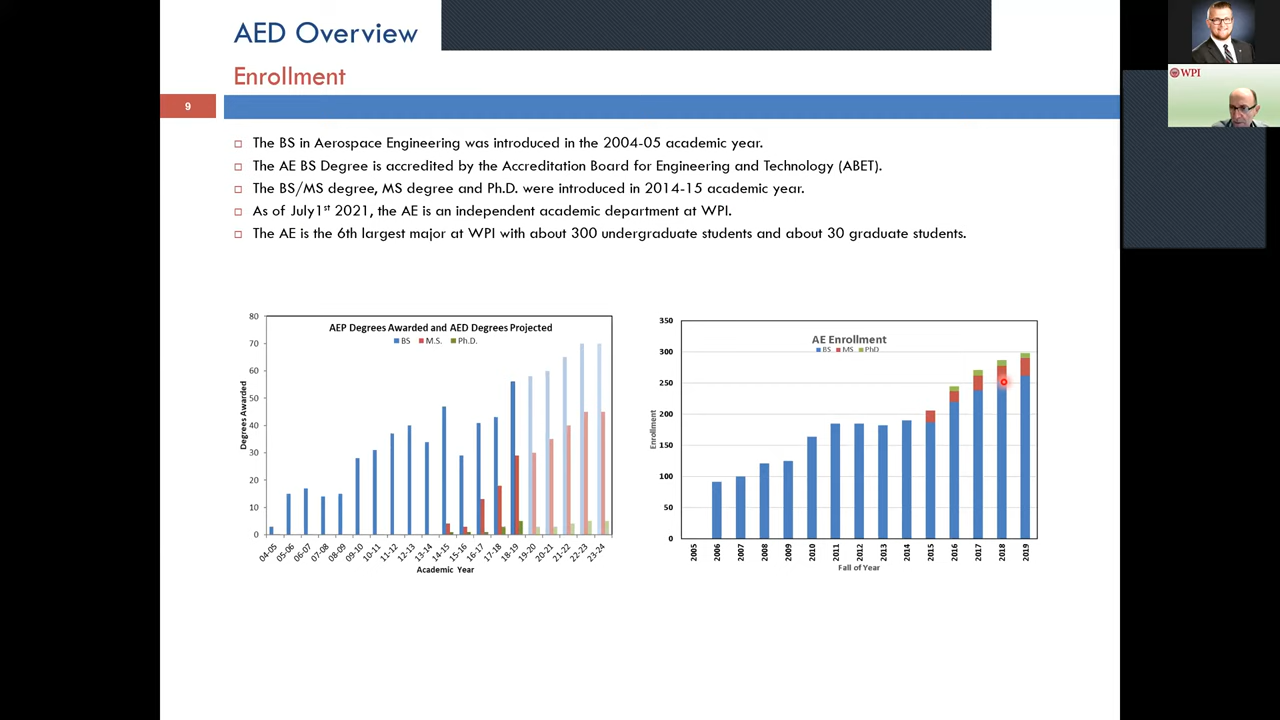 AED Overview
Enrollment
9
WPI
The BS in Aerospace Engineering was introduced in the 2004-05 academic year.
The AE BS Degree is accredited by the Accreditation Board for Engineering and Technology (ABET).
The BS/MS degree, MS degree and Ph.D. were introduced in 2014-15 academic year.
As of July1st 2021, the AE is an independent academic department at WPI.
The AE is the 6th largest major at WPI with about 300 undergraduate students and about 30 graduate students.
AEP Degrees Awarded and AED Degrees Projected
BS M.S. Ph.D.
Degrees Awarded
80
70
60
50
40
30
20
10
0
04-05 05-06 06-07 07-08 08-09 09-10 10-11 11-12 12-13 13-14 14-15 15-16 16-17 17-18 18-19 19-20 20-21 21-22 22-23 23-24
Academic Year
AE Enrollment
BS MS PhD
Enrollment
350
300
250
200
150
100
50
0
2005 2006 2007 2008 2009 2010 2011 2012 2013 2014 2015 2016 2017 2018 2019
Fall of Year